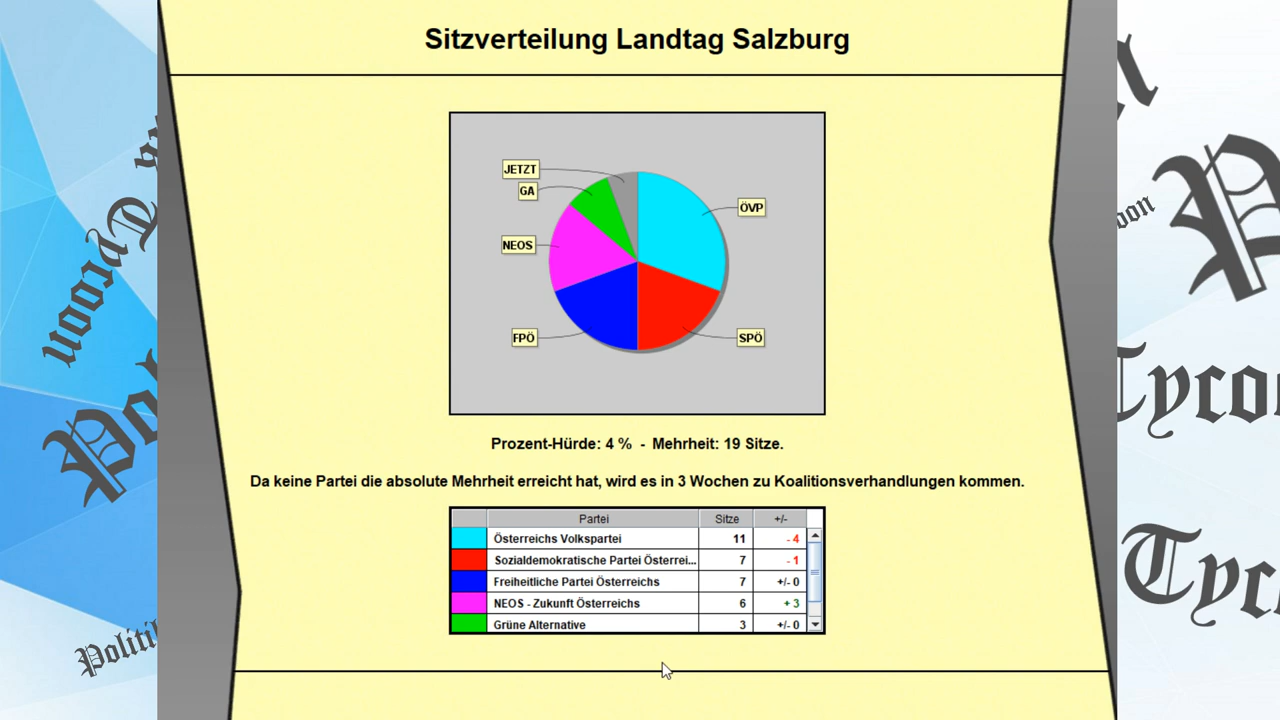 Sitzverteilung Landtag Salzburg
JETZT
GA
ÖVP
NEOS
FPÖ
SPÖ
Prozent-Hürde: 4 % - Mehrheit: 19 Sitze.
Da keine Partei die absolute Mehrheit erreicht hat, wird es in 3 Wochen zu Koalitionsverhandlungen kommen.
Partei Sitze +/-
Österreichs Volkspartei 11 - 4
Sozialdemokratische Partei Österrei... 7 - 1
Freiheitliche Partei Österreichs 7 +/- 0
NEOS - Zukunft Österreichs 6 + 3
Grüne Alternative 3 +/- 0
Tycoon